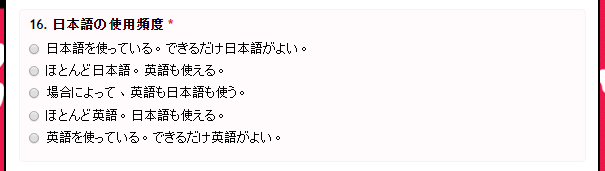 16. 日本語の使用頻度 *
日本語を使っている。できるだけ日本語がよい。
ほとんど日本語。英語も使える。
場合によって、英語も日本語も使う。
ほとんど英語。日本語も使える。
英語を使っている。できるだけ英語がよい。